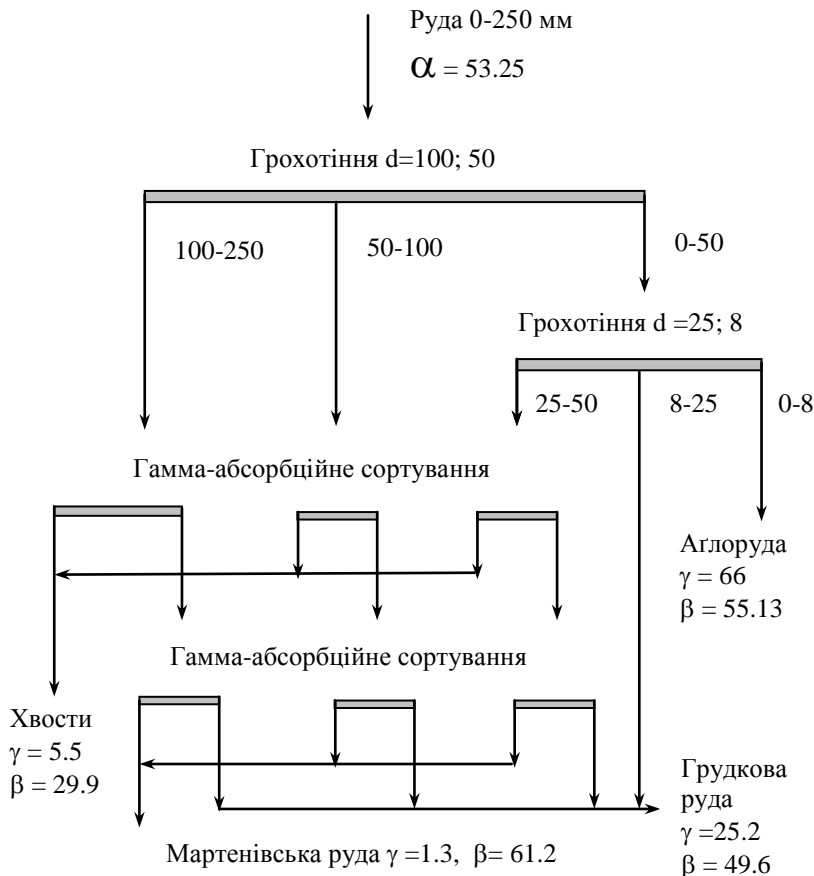 Руда 0-250 мм
α = 53.25
Грохотіння d=100; 50
100-250
50-100
0-50
Грохотіння d =25; 8
25-50
8-25
0-8
Гамма-абсорбційне сортування
Аглоруда
γ = 66
β = 55.13
Гамма-абсорбційне сортування
Хвости
γ = 5.5
β = 29.9
Грудкова
руда
γ =25.2
β = 49.6
Мартенівська руда γ =1.3, β= 61.2